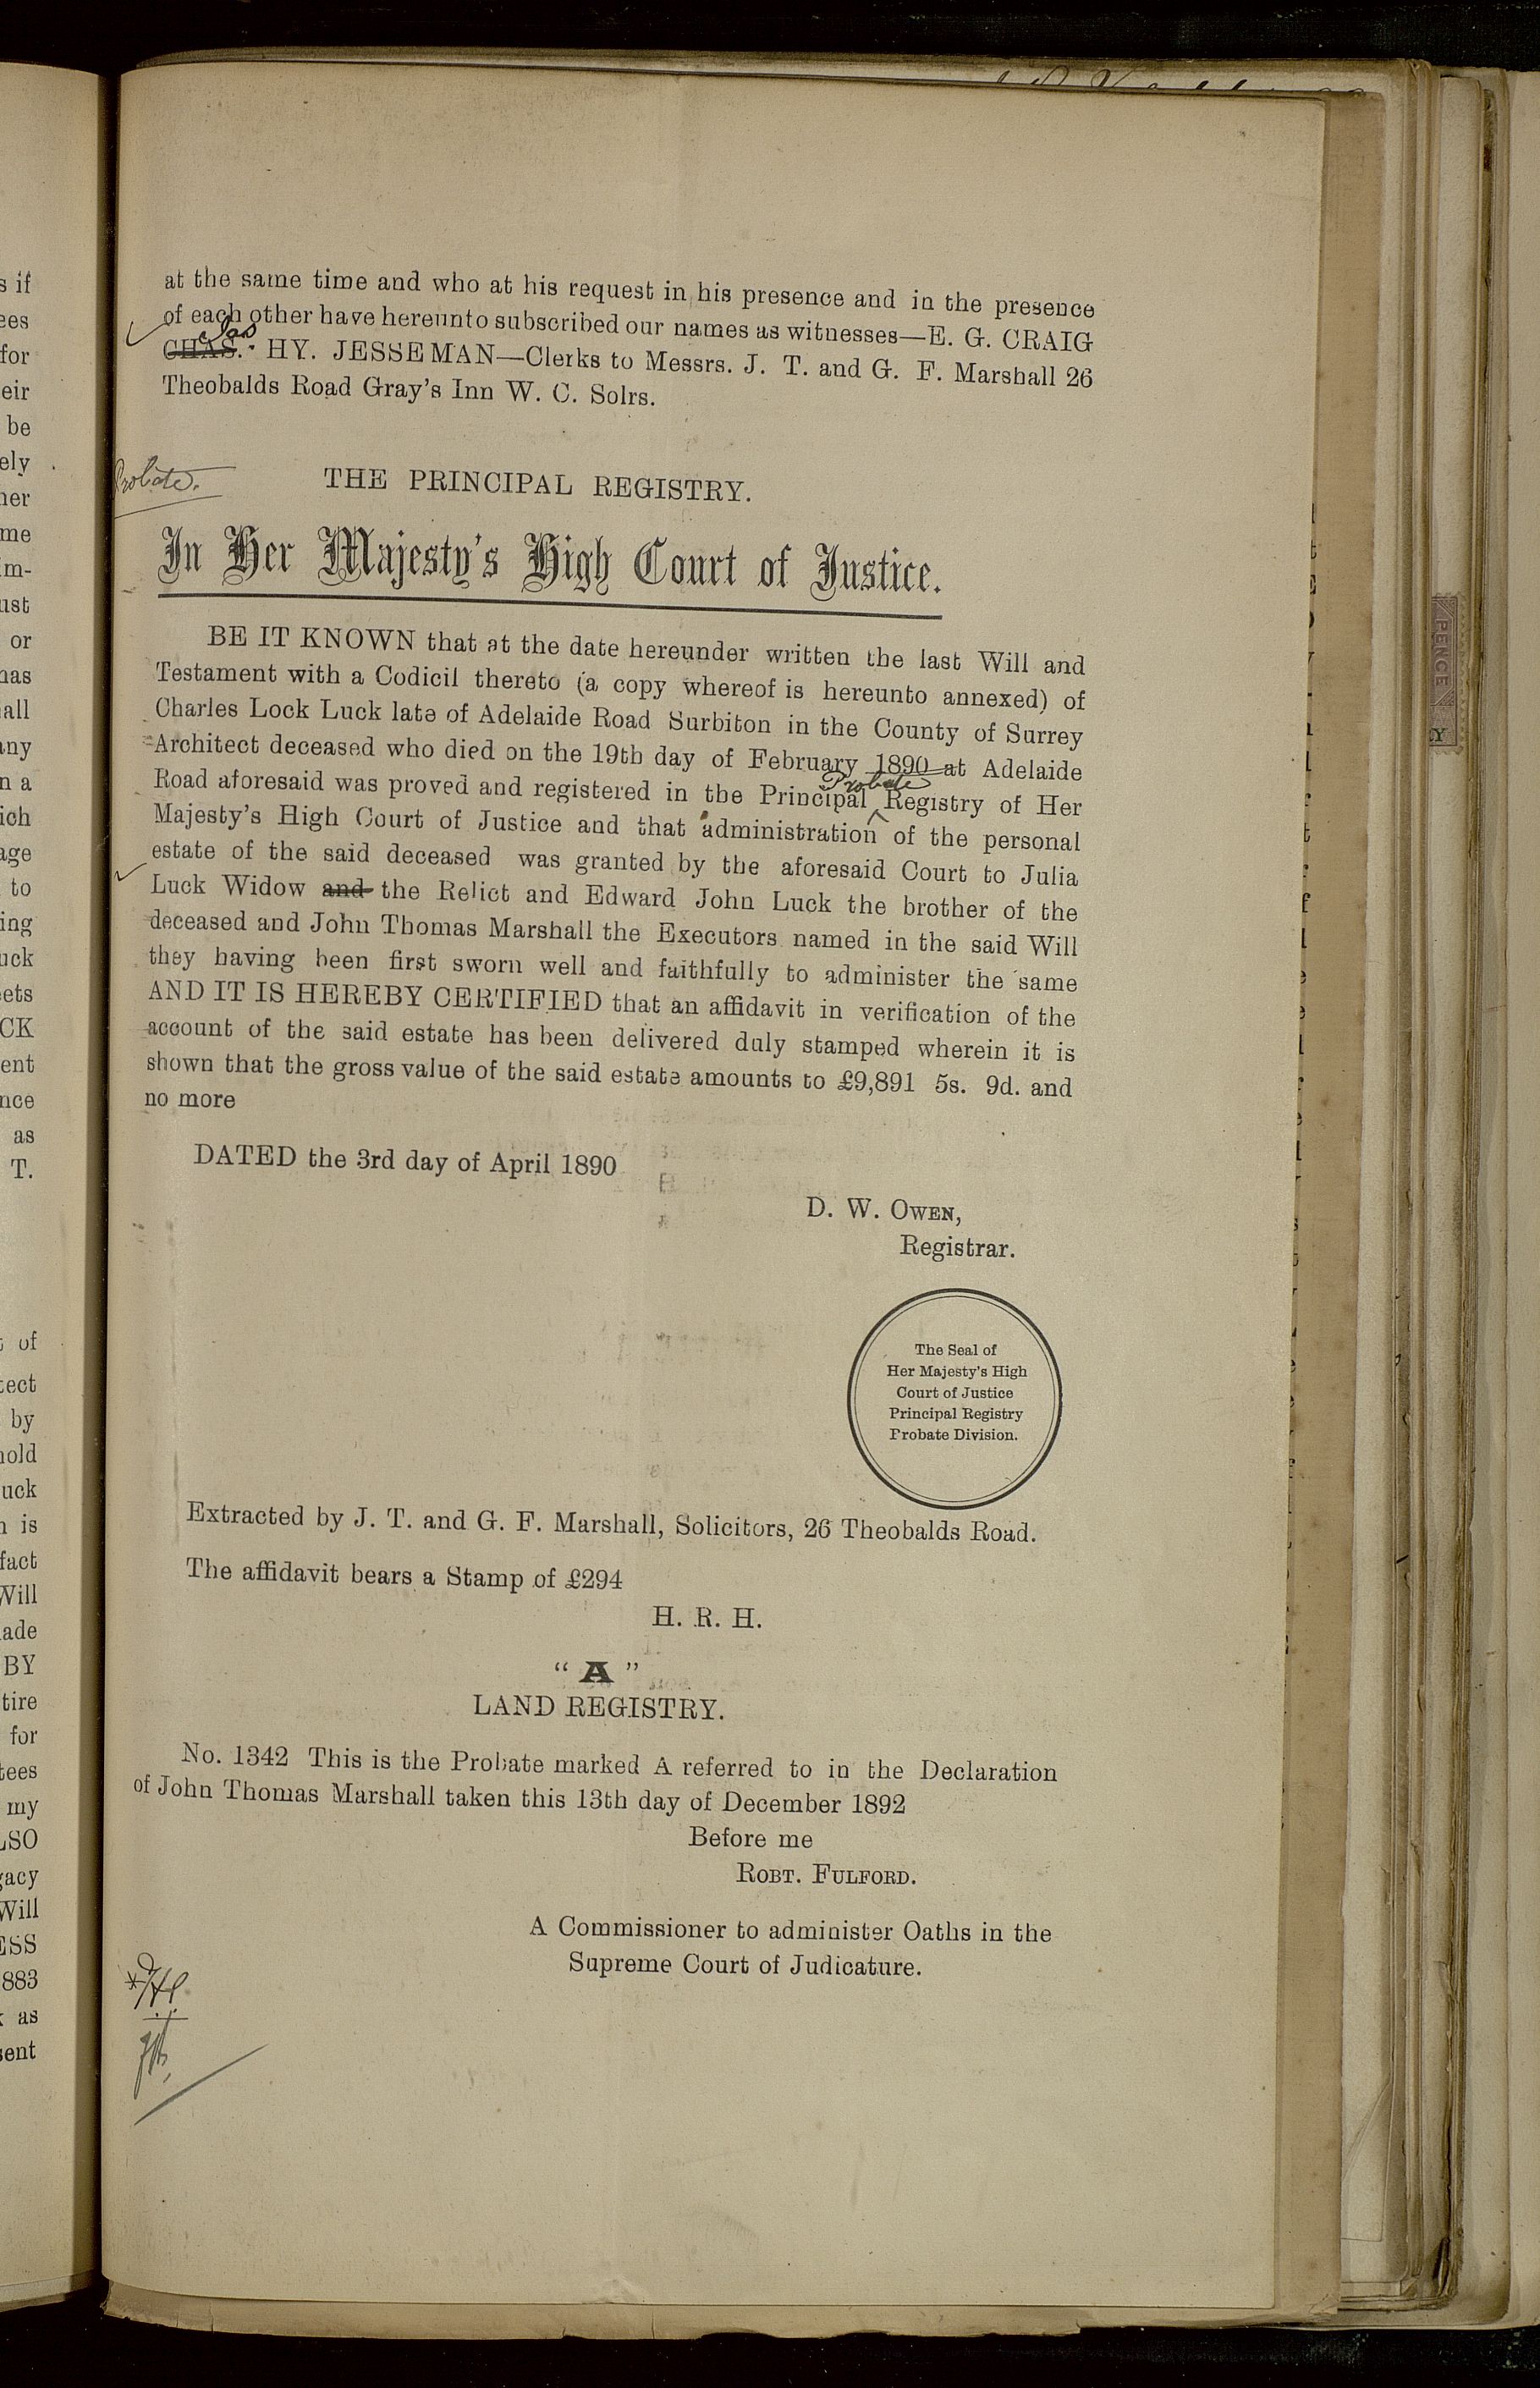 at the same time and who at his request in his presence and in the presence
of each other have hereunto subscribed our names as witnesses—E. G. CRAIG
Jas
CHAS. HY. JESSEMAN—Clerks to Messrs. J. T. and G. F. Marshall 26
Theobalds Road Gray's Inn W. C. Solrs.
Probate.
THE PRINCIPAL REGISTRY.
In Her Majesty's High Court of Justice.
BE IT KNOWN that at the date hereunder written the last Will and
Testament with a Codicil thereto (a copy whereof is hereunto annexed) of
Charles Lock Luck late of Adelaide Road Surbiton in the County of Surrey
Architect deceased who died on the 19th day of February 1890 at Adelaide
Road aforesaid was proved and registered in the Principal Probate Registry of Her
Majesty's High Court of Justice and that administration of the personal
estate of the said deceased was granted by the aforesaid Court to Julia
Luck Widow and the Relict and Edward John Luck the brother of the
deceased and John Thomas Marshall the Executors named in the said Will
they having been first sworn well and faithfully to administer the same
AND IT IS HEREBY CERTIFIED that an affidavit in verification of the
account of the said estate has been delivered duly stamped wherein it is
shown that the gross value of the said estate amounts to £9,891 5s. 9d. and
no more
DATED the 3rd day of April 1890
D. W. OWEN,
Registrar.
The Seal of
Her Majesty's High
Court of Justice
Principal Registry
Probate Division.
Extracted by J. T. and G. F. Marshall, Solicitors, 26 Theobalds Road.
The affidavit bears a Stamp of £294
H. R. H.
"A"
LAND REGISTRY.
No. 1342 This is the Probate marked A referred to in the Declaration
of John Thomas Marshall taken this 13th day of December 1892
Before me
ROBT. FULFORD.
A Commissioner to administer Oaths in the
Supreme Court of Judicature.
PENCE